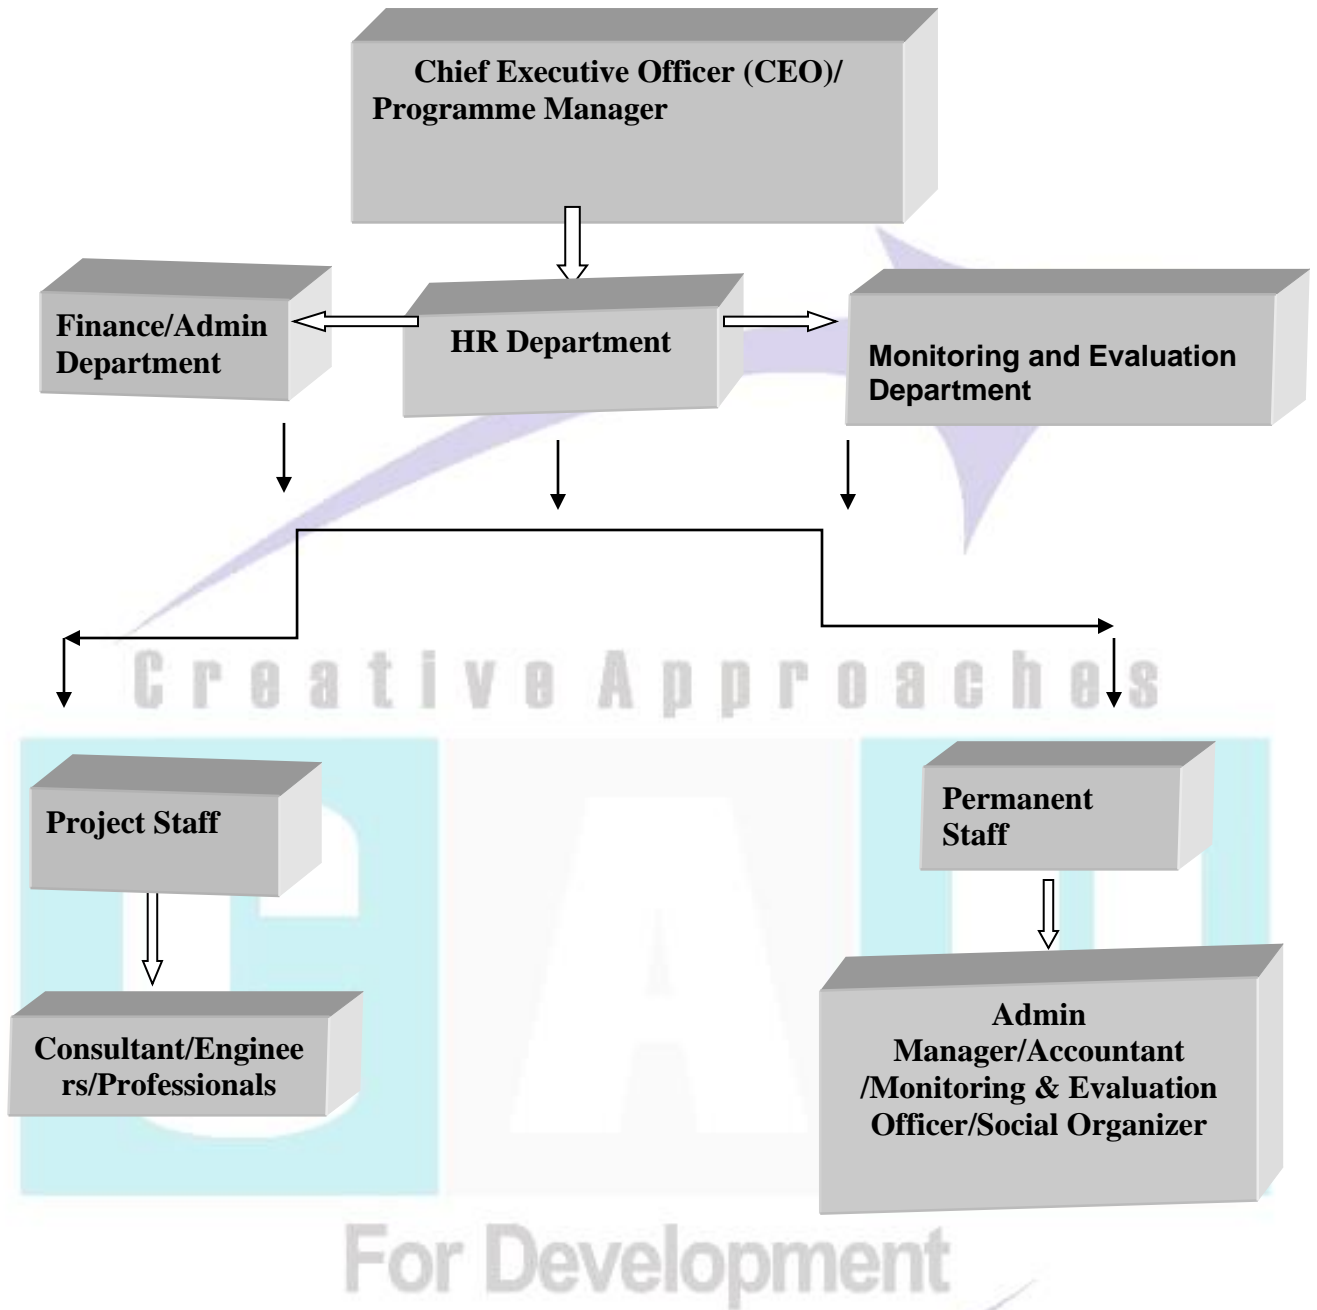 Chief Executive Officer (CEO)/
Programme Manager
Finance/Admin
Department
HR Department
Monitoring and Evaluation
Department
Creative Approaches
Project Staff
Permanent
Staff
Consultant/Enginee
rs/Professionals
Admin
Manager/Accountant
/Monitoring & Evaluation
Officer/Social Organizer
CAD
For Development